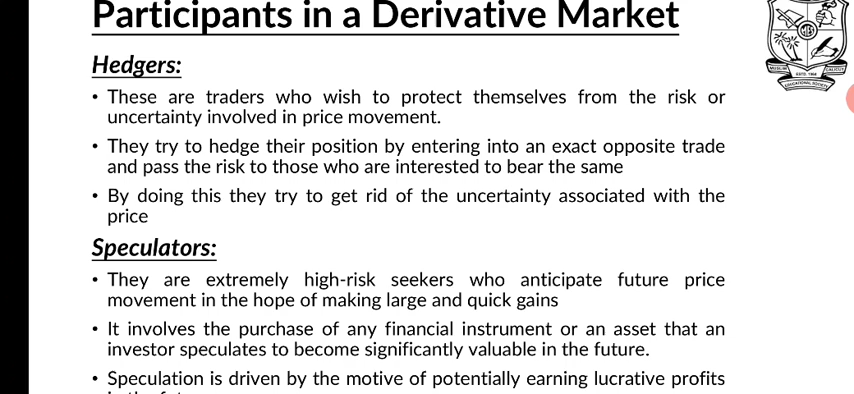 Participants in a Derivative Market
Hedgers:
• These are traders who wish to protect themselves from the risk or
uncertainty involved in price movement.
• They try to hedge their position by entering into an exact opposite trade
and pass the risk to those who are interested to bear the same
• By doing this they try to get rid of the uncertainty associated with the
price
Speculators:
• They are extremely high-risk seekers who anticipate future price
movement in the hope of making large and quick gains
• It involves the purchase of any financial instrument or an asset that an
investor speculates to become significantly valuable in the future.
• Speculation is driven by the motive of potentially earning lucrative profits